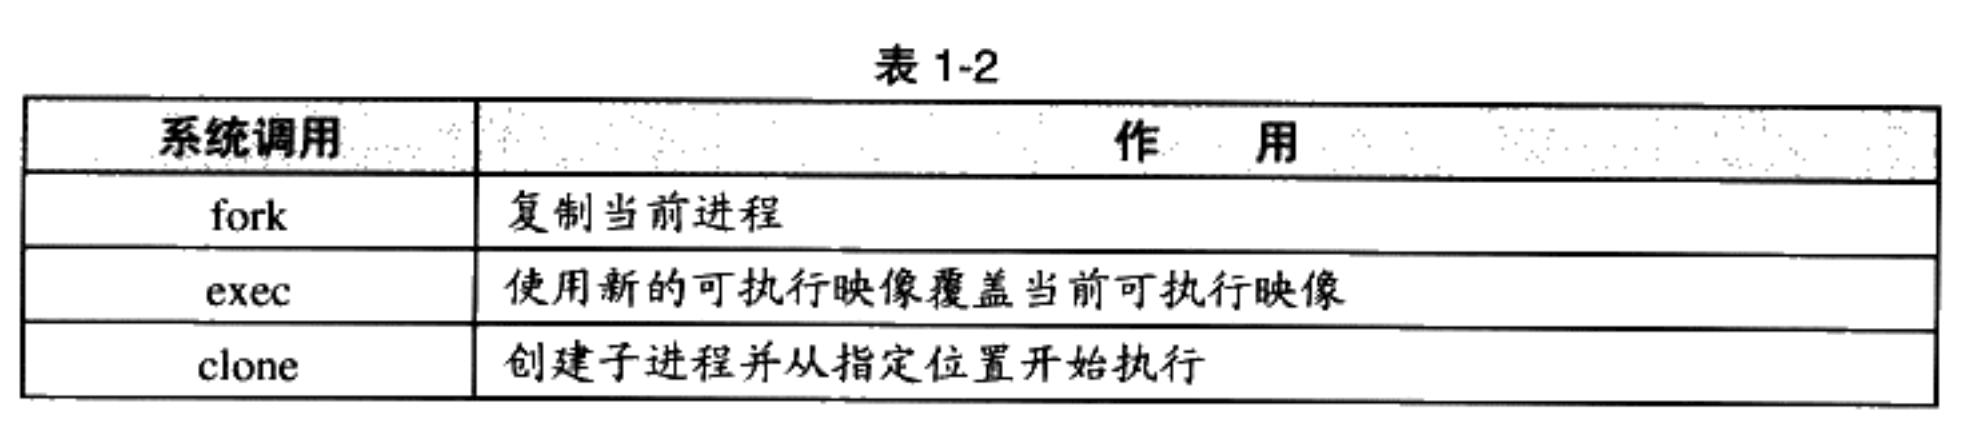 表 1-2
系统调用 作 用
fork 复制当前进程
exec 使用新的可执行映像覆盖当前可执行映像
clone 创建子进程并从指定位置开始执行